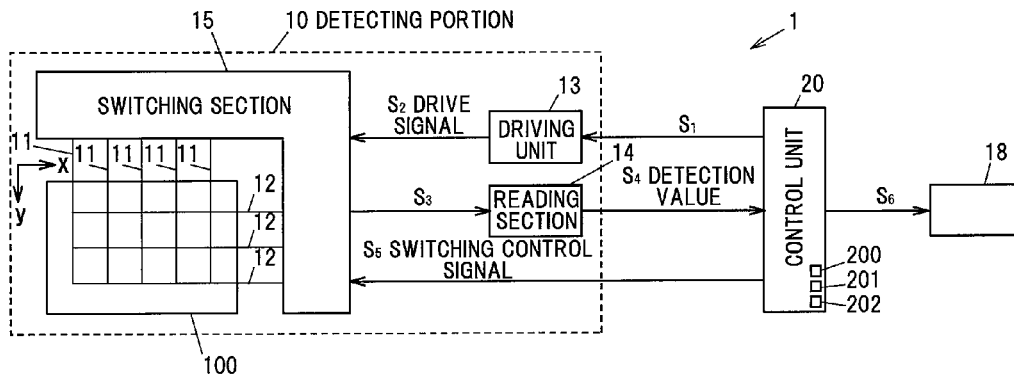 10 DETECTING PORTION
15
1
SWITCHING SECTION
S2 DRIVE
SIGNAL
13
DRIVING
UNIT
S1
20
11
11
11
11
X
y
14
S4 DETECTION
VALUE
CONTROL UNIT
18
12
12
12
S3
READING
SECTION
S6
S5 SWITCHING CONTROL
SIGNAL
200
201
202
100